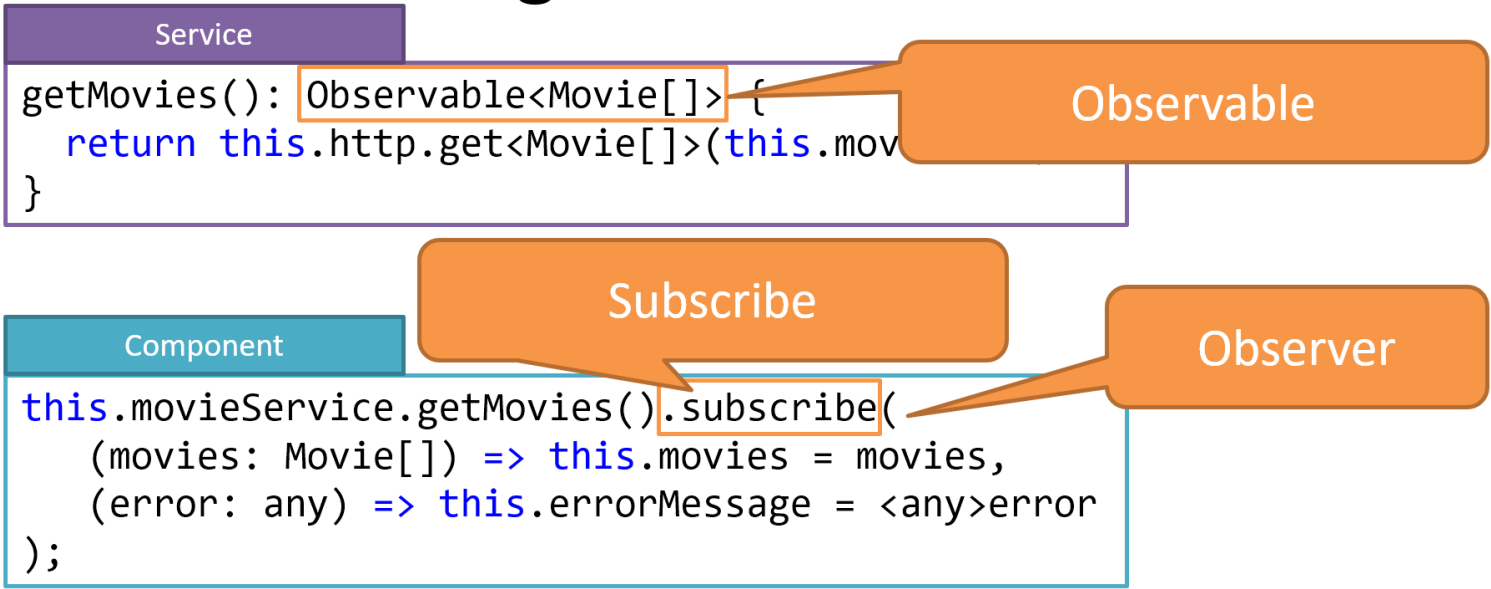 Service
getMovies(): Observable<Movie[]> {
Observable
return this.http.get<Movie[]>(this.mov
}
Subscribe
Observer
Component
this.movieService.getMovies().subscribe(
(movies: Movie[]) => this.movies = movies,
(error: any) => this.errorMessage = <any>error
);